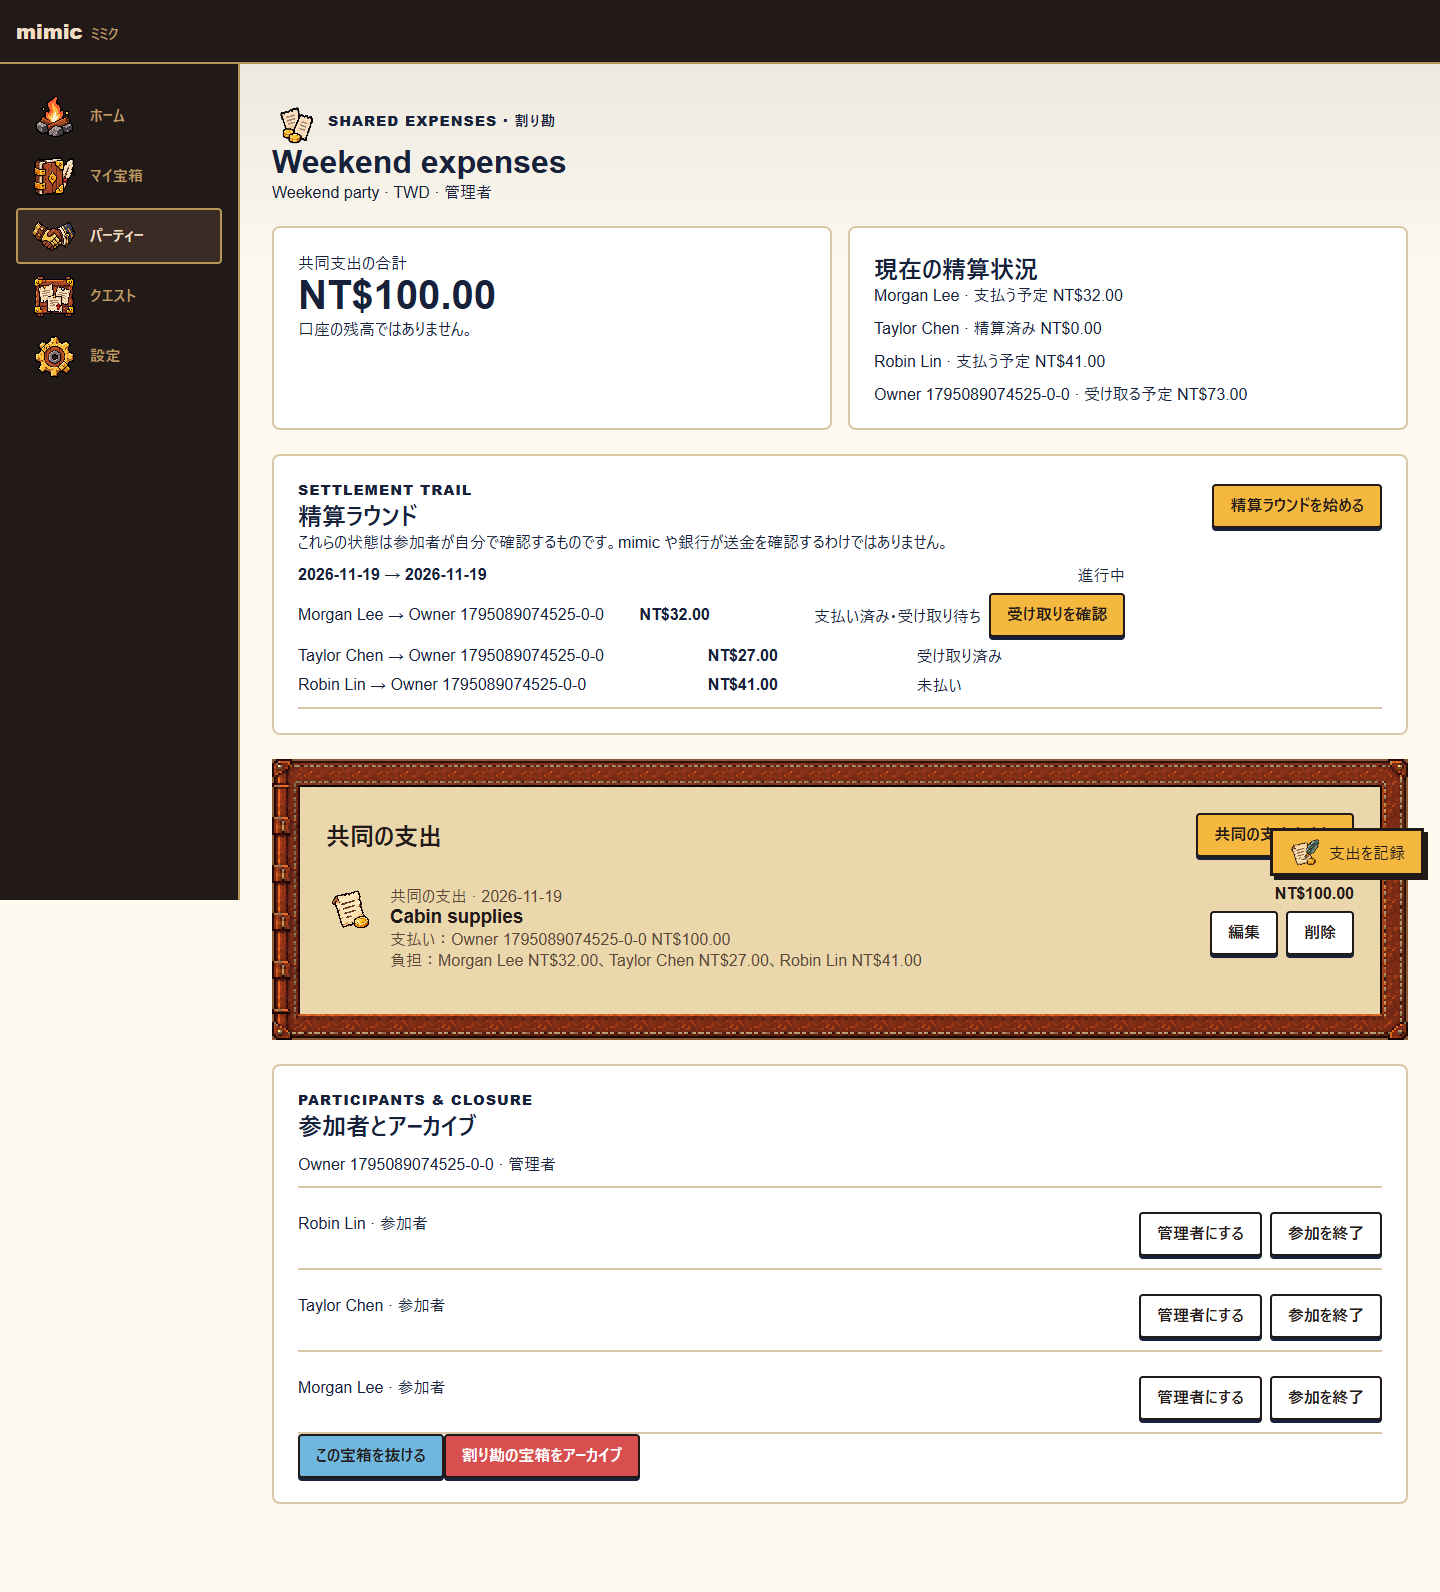 mimic ミミク
ホーム
マイ宝箱
パーティー
クエスト
設定
SHARED EXPENSES · 割り勘
Weekend expenses
Weekend party · TWD · 管理者
共同支出の合計
NT$100.00
口座の残高ではありません。
現在の精算状況
Morgan Lee · 支払う予定 NT$32.00
Taylor Chen · 精算済み NT$0.00
Robin Lin · 支払う予定 NT$41.00
Owner 1795089074525-0-0 · 受け取る予定 NT$73.00
SETTLEMENT TRAIL
精算ラウンド
これらの状態は参加者が自分で確認するものです。mimic や銀行が送金を確認するわけではありません。
精算ラウンドを始める
2026-11-19 → 2026-11-19 進行中
Morgan Lee → Owner 1795089074525-0-0 NT$32.00 支払い済み・受け取り待ち 受け取りを確認
Taylor Chen → Owner 1795089074525-0-0 NT$27.00 受け取り済み
Robin Lin → Owner 1795089074525-0-0 NT$41.00 未払い
共同の支出
共同の支
支出を記録
共同の支出 · 2026-11-19
Cabin supplies
支払い：Owner 1795089074525-0-0 NT$100.00
負担：Morgan Lee NT$32.00、Taylor Chen NT$27.00、Robin Lin NT$41.00
NT$100.00
編集 削除
PARTICIPANTS & CLOSURE
参加者とアーカイブ
Owner 1795089074525-0-0 · 管理者
Robin Lin · 参加者 管理者にする 参加を終了
Taylor Chen · 参加者 管理者にする 参加を終了
Morgan Lee · 参加者 管理者にする 参加を終了
この宝箱を抜ける 割り勘の宝箱をアーカイブ